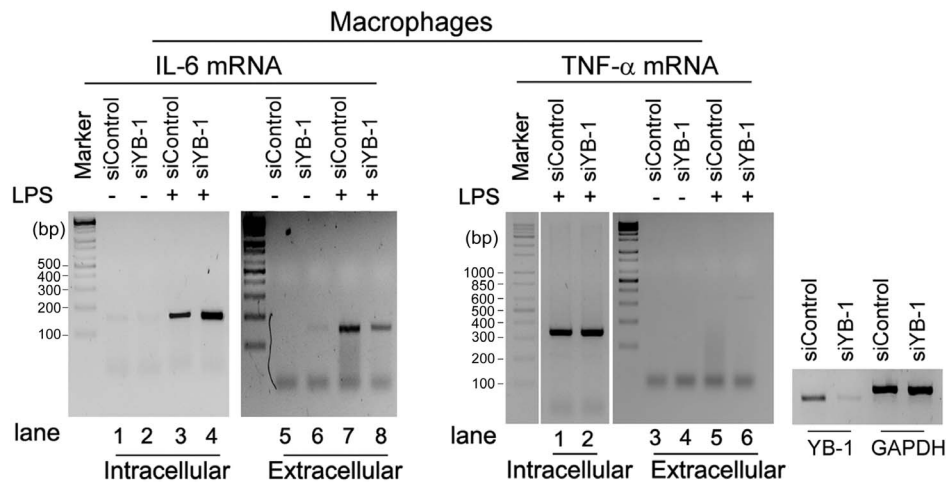 Macrophages
IL-6 mRNA
TNF-α mRNA
Marker
siControl
siYB-1
siControl
siYB-1
siControl
siYB-1
siControl
siYB-1
Marker
siControl
siYB-1
siControl
siYB-1
siControl
siYB-1
LPS - - + + - - + +
LPS + + - - + +
(bp)
500
400
300
200
100
(bp)
1000
850
600
500
400
300
200
100
siControl
siYB-1
siControl
siYB-1
lane 1 2 3 4 5 6 7 8
Intracellular Extracellular
lane 1 2 3 4 5 6
Intracellular Extracellular
YB-1 GAPDH